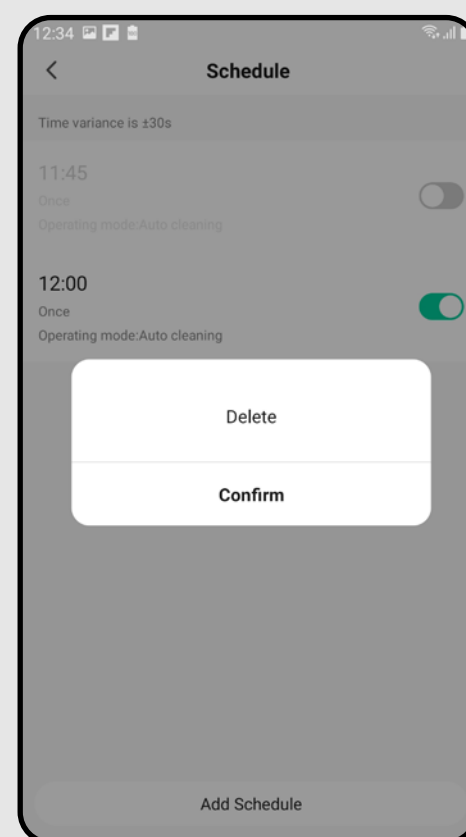 12:34
Schedule
Time variance is ±30s
11:45
Once
Operating mode:Auto cleaning
12:00
Once
Operating mode:Auto cleaning
Delete
Confirm
Add Schedule